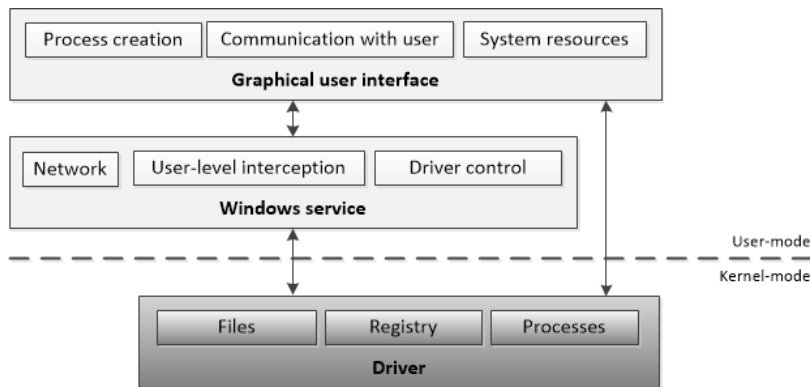 Process creation
Communication with user
System resources
Graphical user interface
Network
User-level interception
Driver control
Windows service
User-mode
Kernel-mode
Files
Registry
Processes
Driver